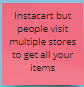 Instacart but
people visit
multiple stores
to get all your
items